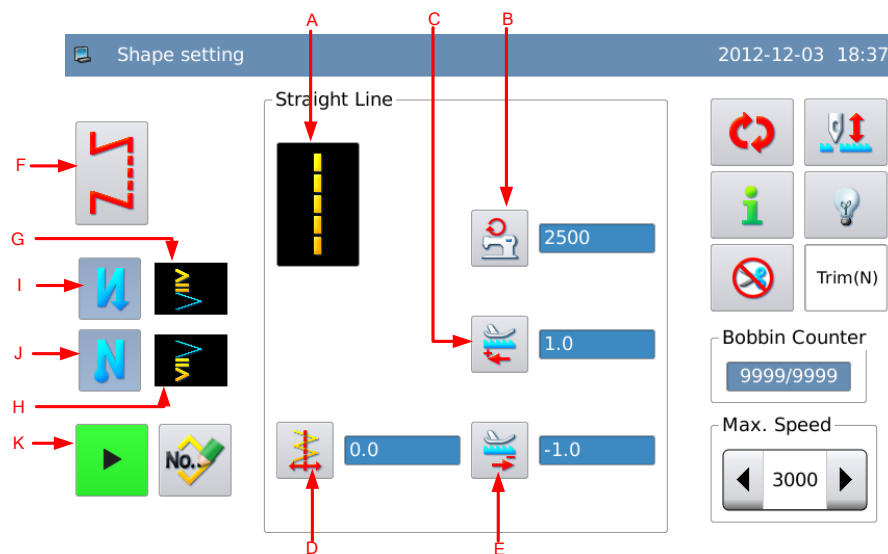 A
C
B
Shape setting
2012-12-03 18:37
Straight Line
F
G
2500
I
Trim(N)
C
J
1.0
Bobbin Counter
9999/9999
H
K
No.
0.0
-1.0
Max. Speed
3000
D
E